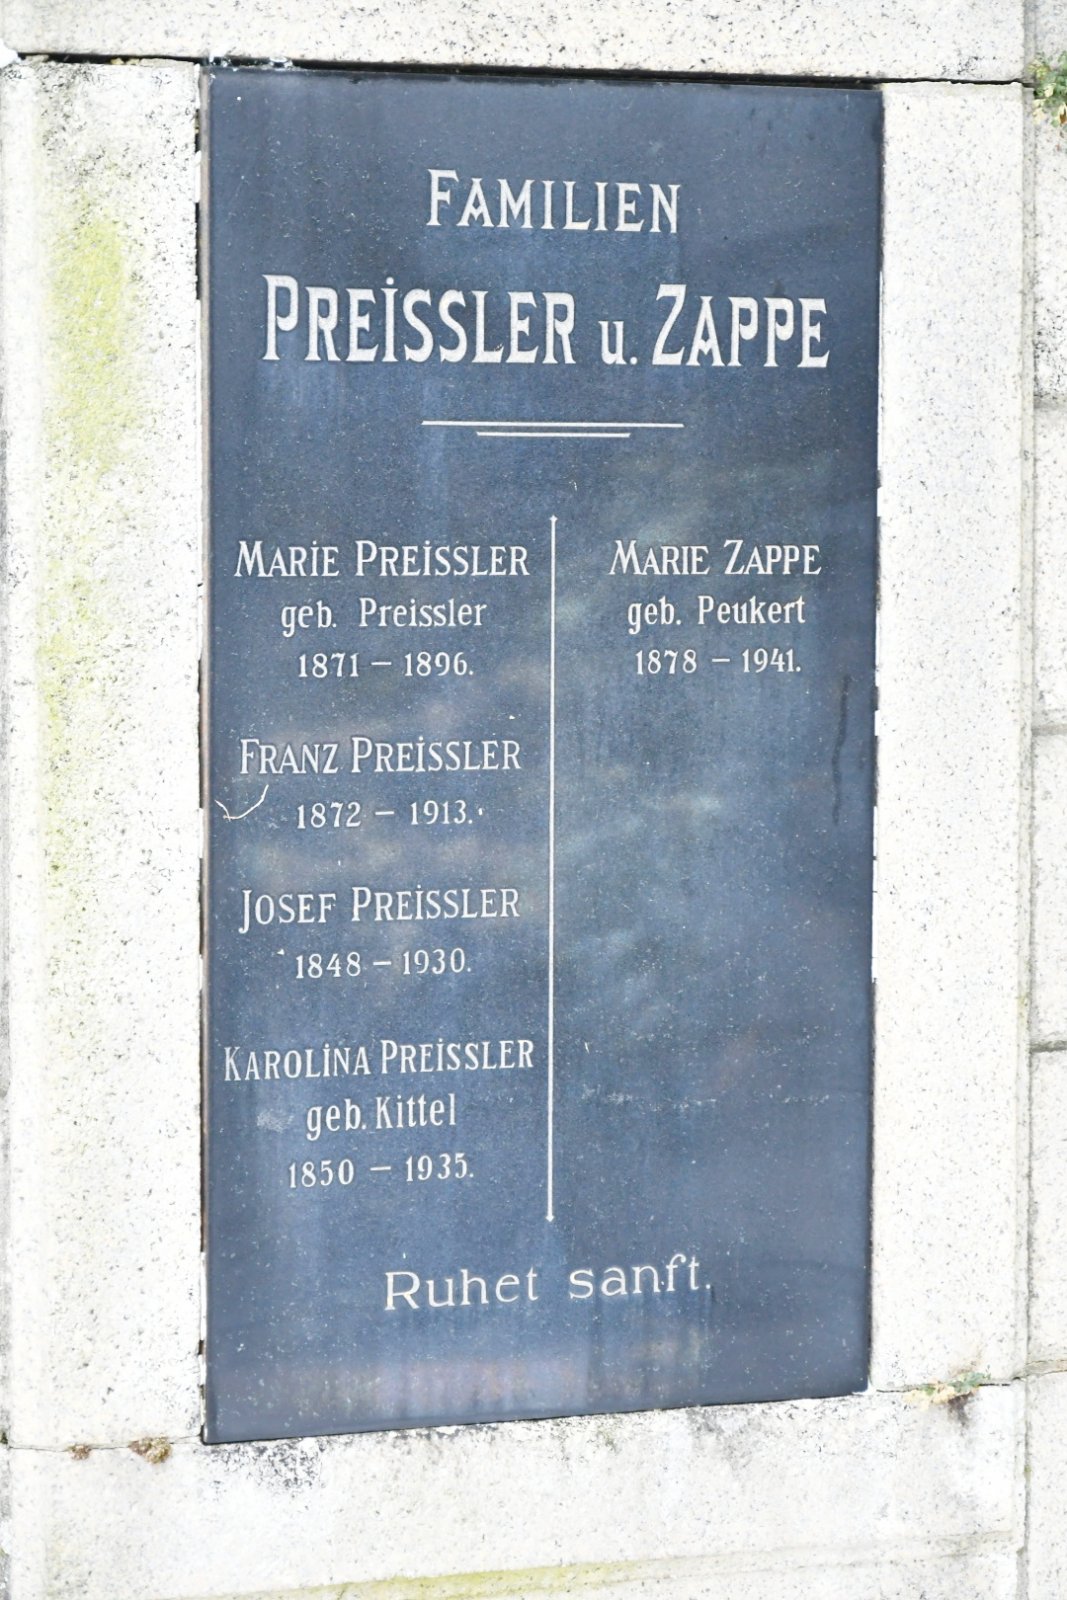 FAMILIEN
PREISSLER u. ZAPPE
MARIE PREISSLER
geb. Preissler
1871 – 1896.
FRANZ PREISSLER
1872 – 1913.
JOSEF PREISSLER
1848 – 1930.
KAROLINA PREISSLER
geb. Kittel
1850 – 1935.
MARIE ZAPPE
geb. Peukert
1878 – 1941.
Ruhet sanft.